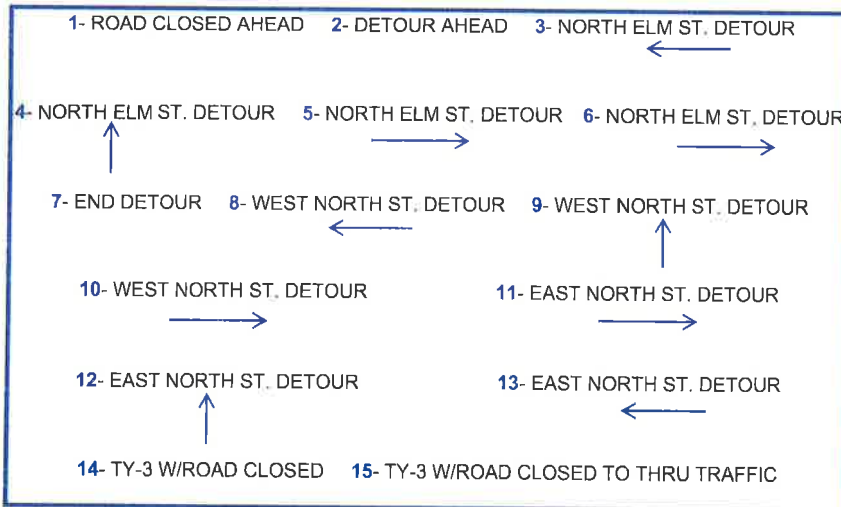 1- ROAD CLOSED AHEAD 2- DETOUR AHEAD 3- NORTH ELM ST. DETOUR
4- NORTH ELM ST. DETOUR 5- NORTH ELM ST. DETOUR 6- NORTH ELM ST. DETOUR
7- END DETOUR 8- WEST NORTH ST. DETOUR 9- WEST NORTH ST. DETOUR
10- WEST NORTH ST. DETOUR 11- EAST NORTH ST. DETOUR
12- EAST NORTH ST. DETOUR 13- EAST NORTH ST. DETOUR
14- TY-3 W/ROAD CLOSED 15- TY-3 W/ROAD CLOSED TO THRU TRAFFIC